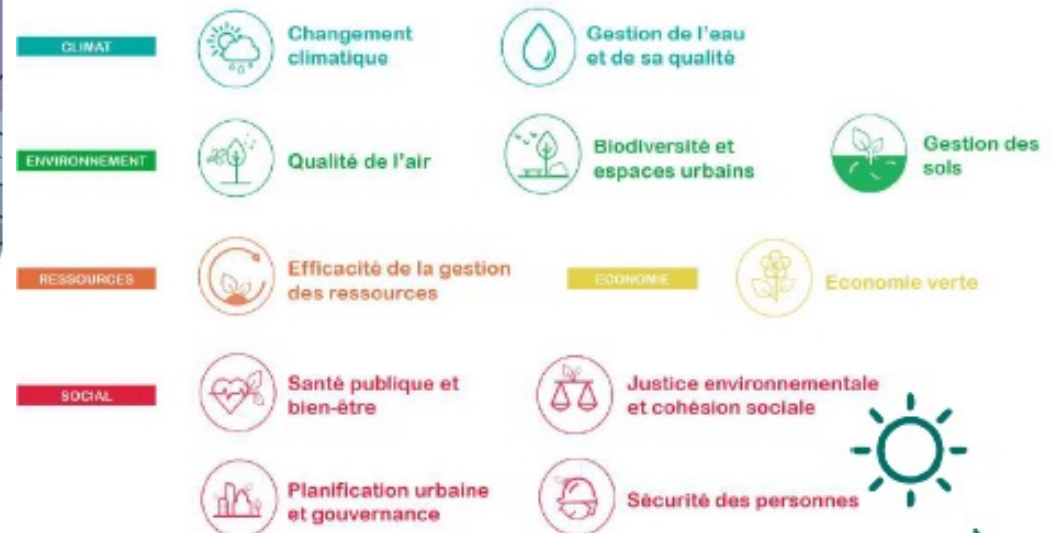 CLIMAT
Changement
climatique
Gestion de l'eau
et de sa qualité
ENVIRONNEMENT
Qualité de l'air
Biodiversité et
espaces urbains
Gestion des
sols
RESSOURCES
Efficacité de la gestion
des ressources
ECONOMIE
Economie verte
SOCIAL
Santé publique et
bien-être
Justice environnementale
et cohésion sociale
Planification urbaine
et gouvernance
Sécurité des personnes